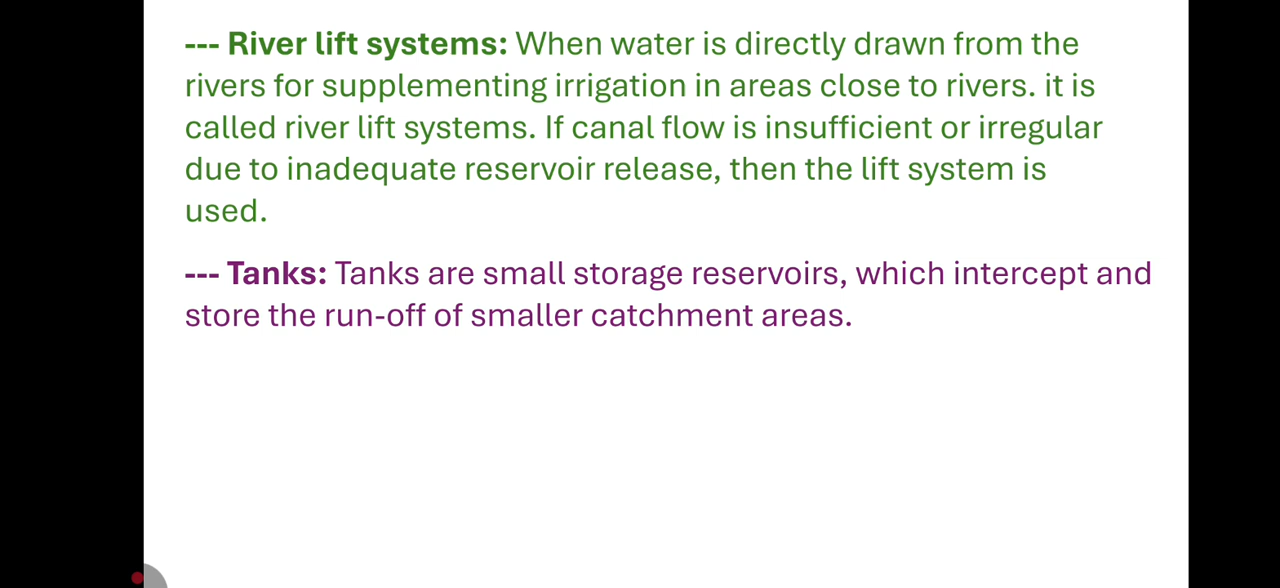 --- River lift systems: When water is directly drawn from the
rivers for supplementing irrigation in areas close to rivers. it is
called river lift systems. If canal flow is insufficient or irregular
due to inadequate reservoir release, then the lift system is
used.
--- Tanks: Tanks are small storage reservoirs, which intercept and
store the run-off of smaller catchment areas.